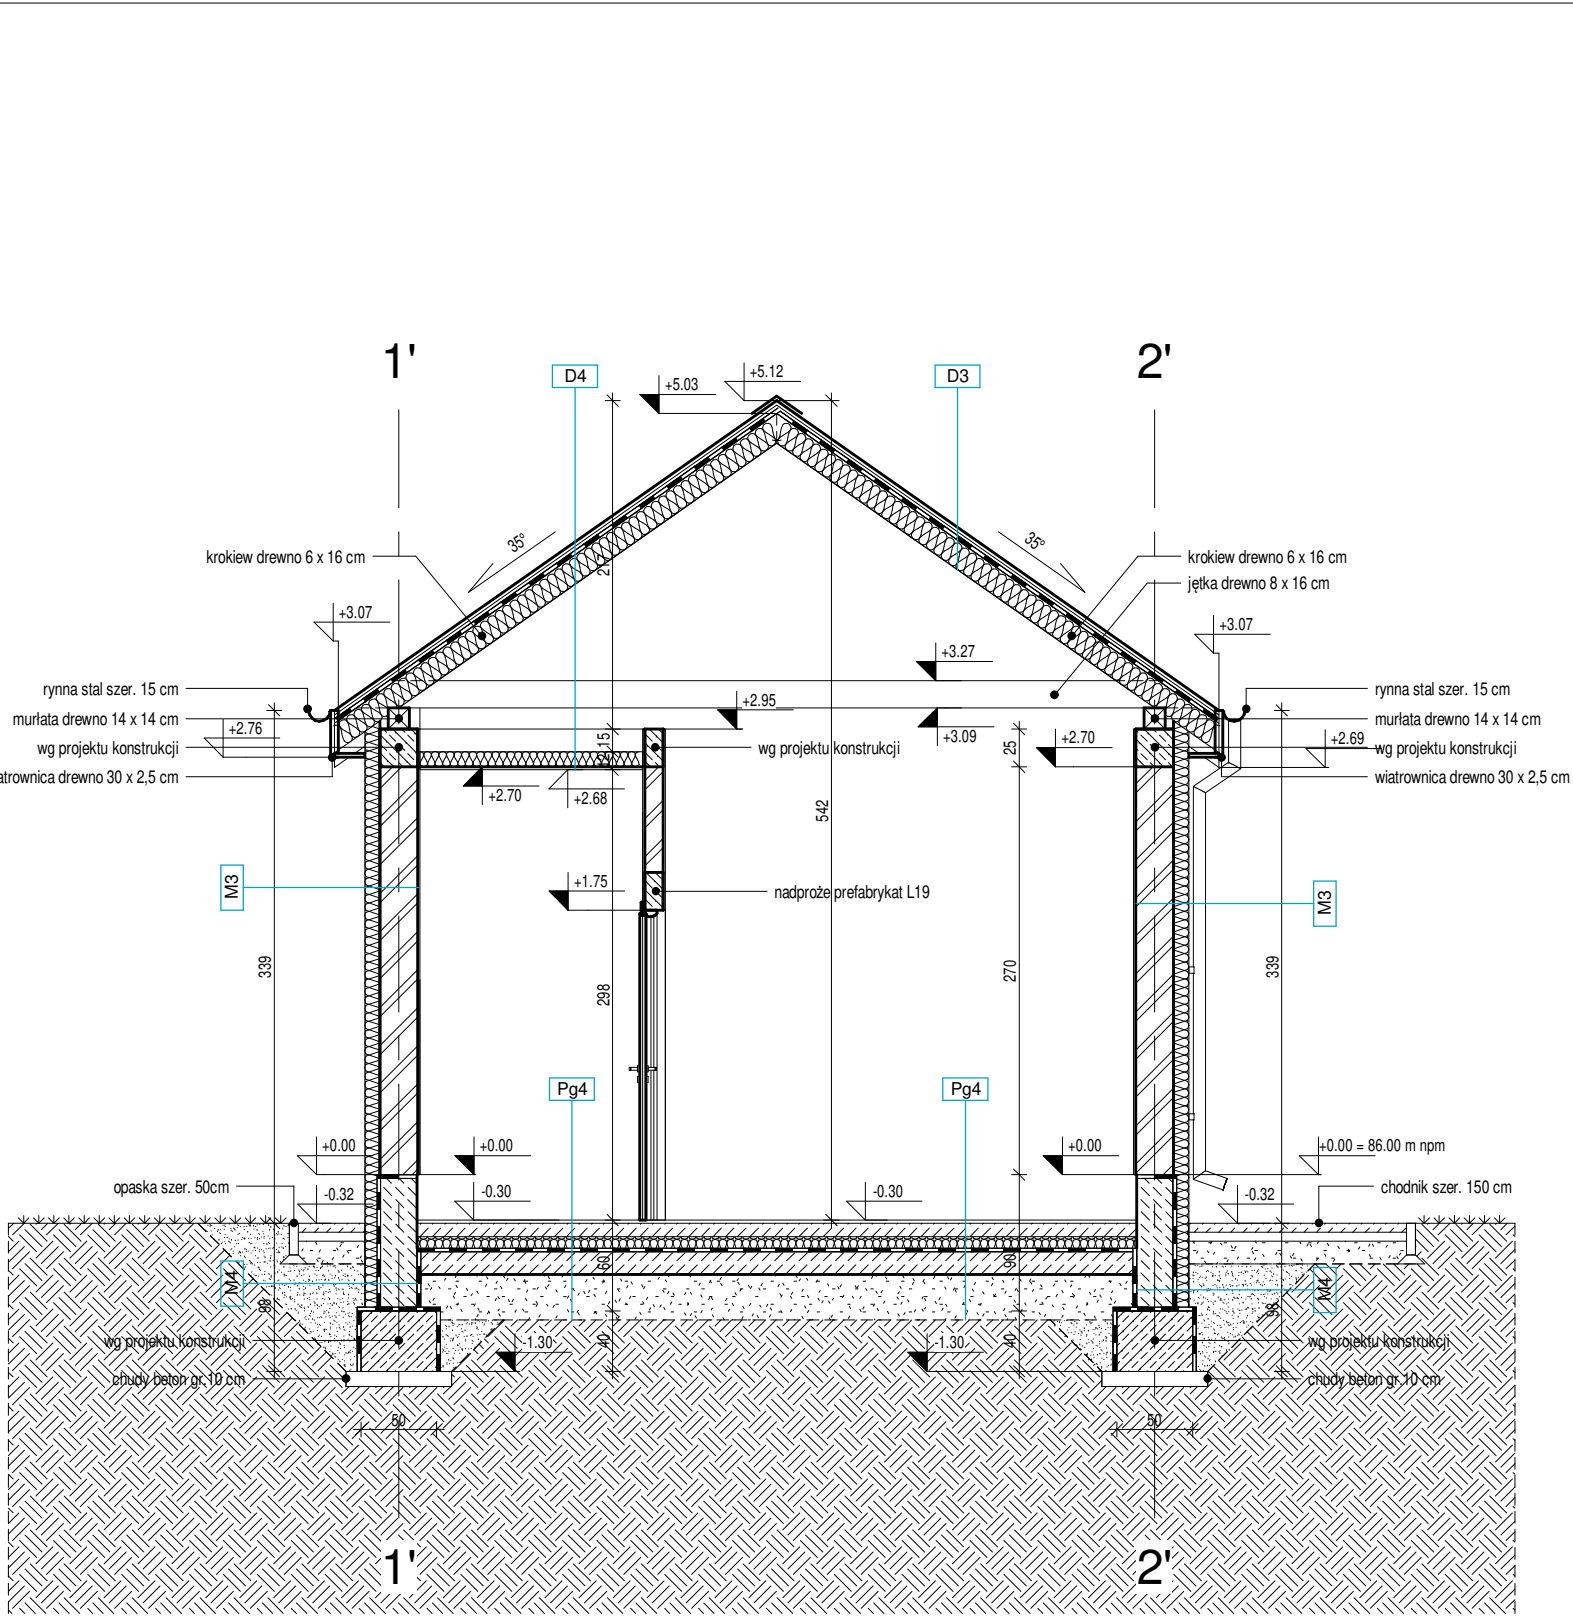 1'
2'
D4
+5.03
+5.12
D3
35°
35°
krokiew drewno 6 x 16 cm
krokiew drewno 6 x 16 cm
jętka drewno 8 x 16 cm
+3.07
+3.07
+3.27
rynna stal szer. 15 cm
rynna stal szer. 15 cm
+2.95
murłata drewno 14 x 14 cm
murłata drewno 14 x 14 cm
+2.76
+3.09
+2.70
+2.69
wg projektu konstrukcji
wg projektu konstrukcji
wg projektu konstrukcji
15
12
25
atrownica drewno 30 x 2,5 cm
wiatrownica drewno 30 x 2,5 cm
+2.70
+2.68
542
M3
+1.75
nadproże prefabrykat L19
M3
339
298
270
339
Pg4
Pg4
+0.00
+0.00
+0.00
+0.00 = 86.00 m npm
opaska szer. 50cm
-0.32
-0.30
-0.30
-0.32
chodnik szer. 150 cm
M4
60
90
M4
98
98
wg projektu konstrukcji
-1.30
40
-1.30
40
wg projektu konstrukcji
chudy beton gr.10 cm
chudy beton gr.10 cm
50
50
1'
2'